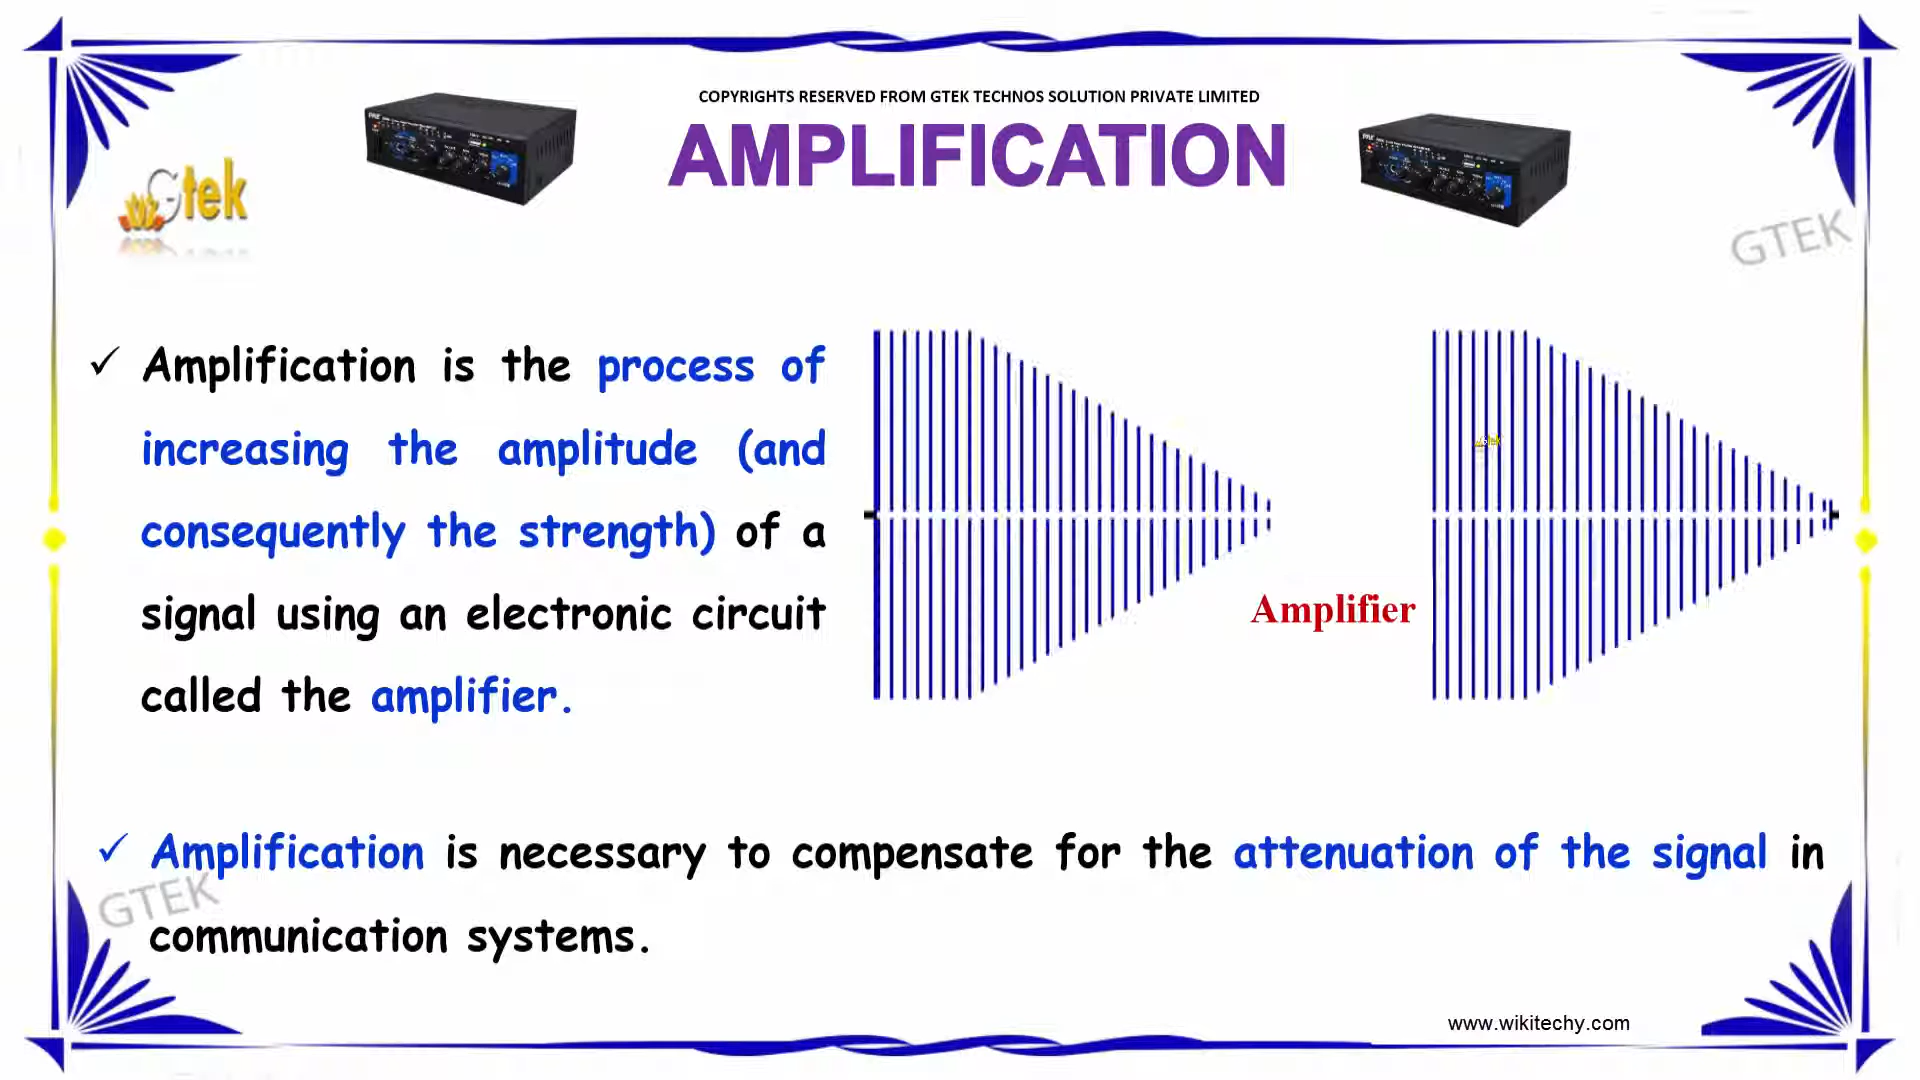 COPYRIGHTS RESERVED FROM GTEK TECHNOS SOLUTION PRIVATE LIMITED
AMPLIFICATION
Gtek
GTEK
✓ Amplification is the process of
increasing the amplitude (and
consequently the strength) of a
signal using an electronic circuit
called the amplifier.
Gtek
Amplifier
✓ Amplification is necessary to compensate for the attenuation of the signal in
communication systems.
GTEK
www.wikitechy.com